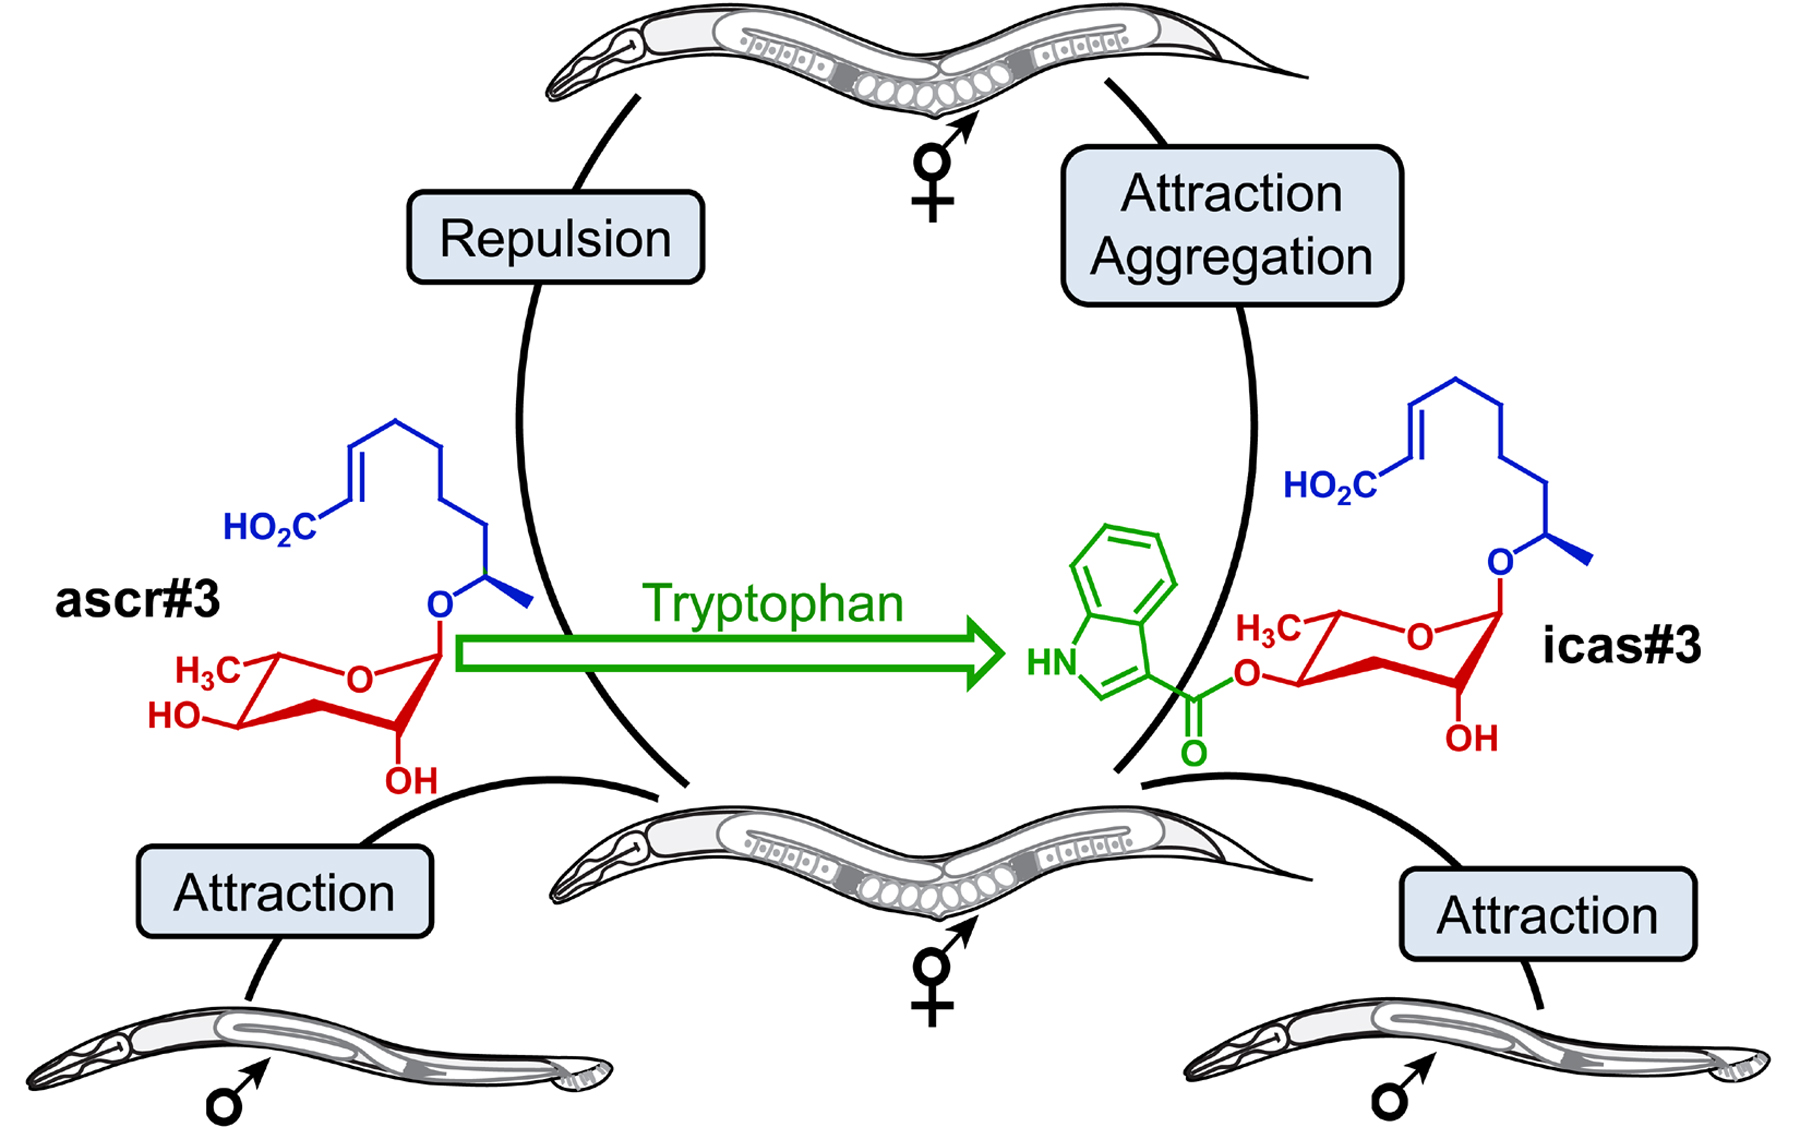 Repulsion
Attraction
Aggregation
HO₂C
O
ascr#3
H₃C
O
HO
OH
Tryptophan
HN
O
O
HO₂C
O
H₃C
O
icas#3
OH
Attraction
Attraction